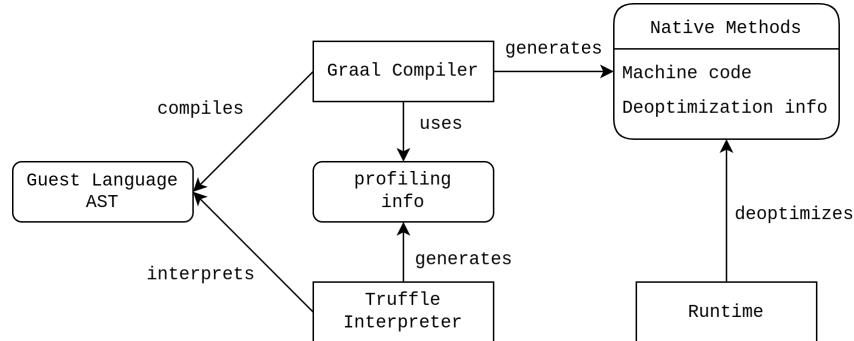 Native Methods
generates
Graal Compiler
Machine code
compiles
Deoptimization info
uses
Guest Language
AST
profiling
info
deoptimizes
generates
interprets
Truffle
Interpreter
Runtime